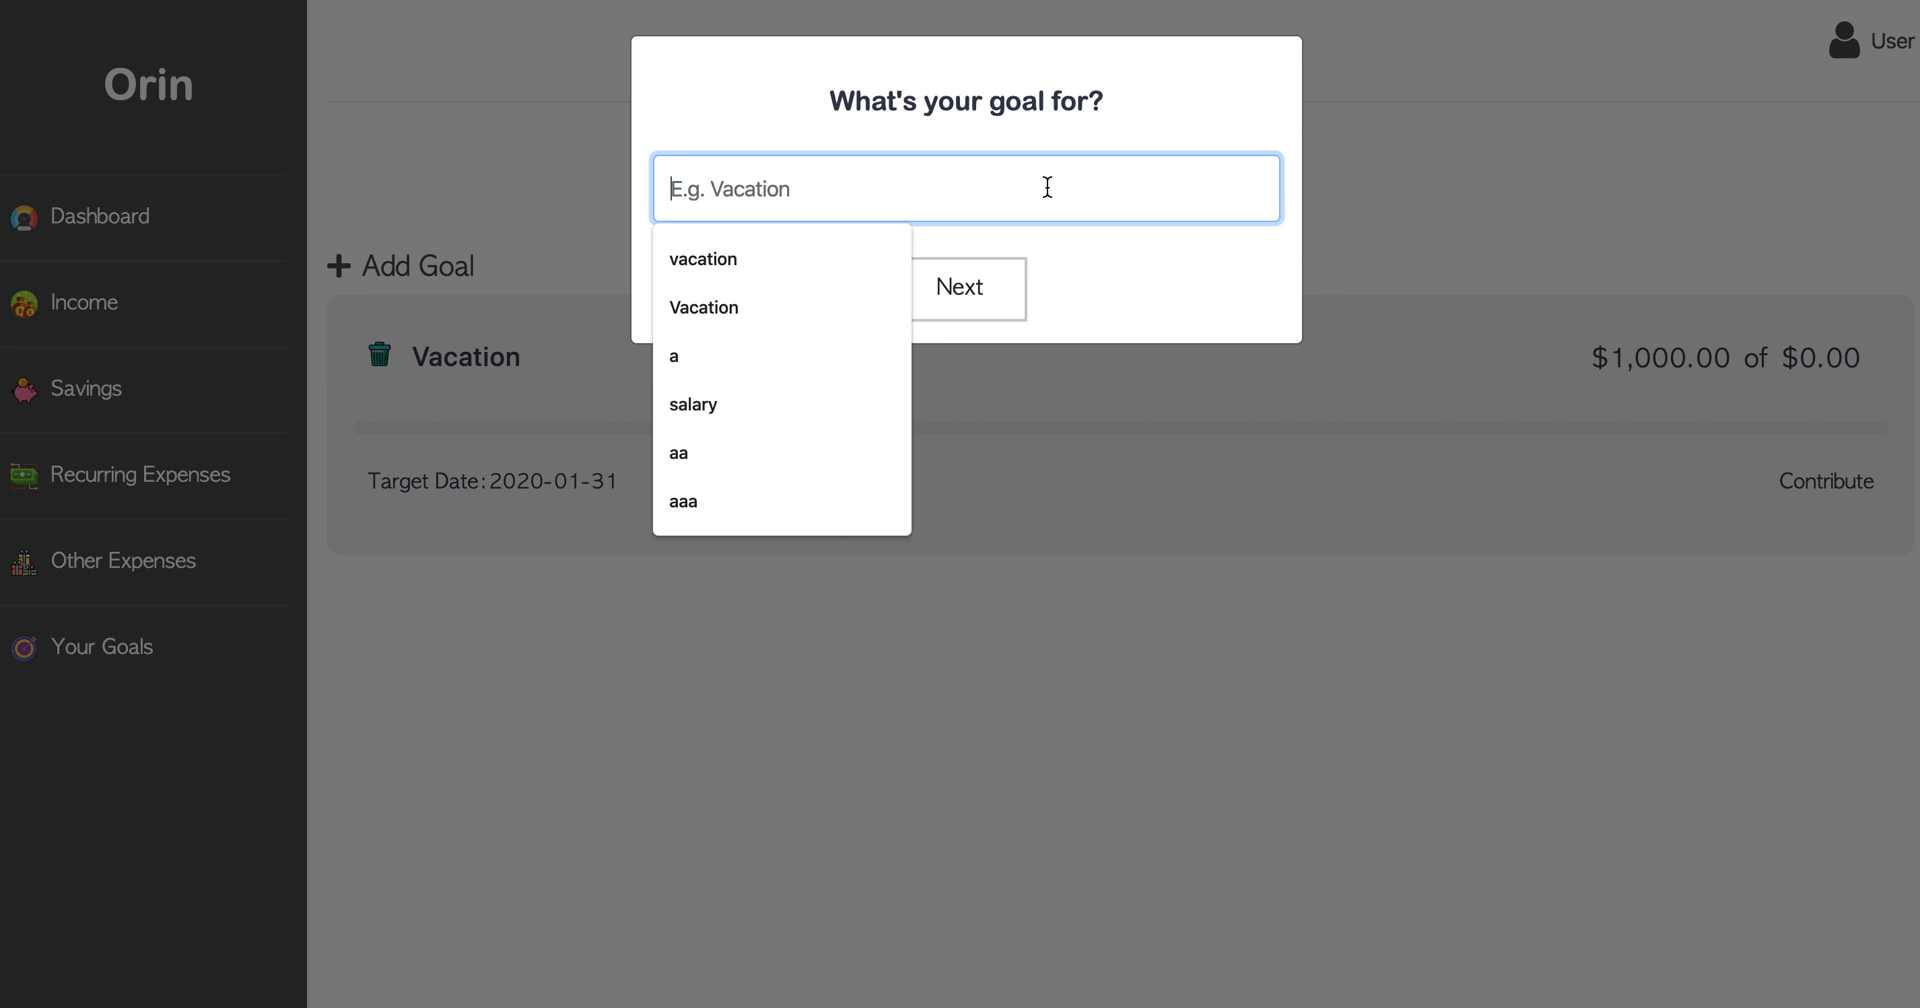 Orin
Dashboard
Income
Savings
Recurring Expenses
Other Expenses
Your Goals
User
What's your goal for?
E.g. Vacation
vacation
Vacation
a
salary
aa
aaa
Next
Add Goal
Vacation
$1,000.00 of $0.00
Target Date: 2020-01-31
Contribute